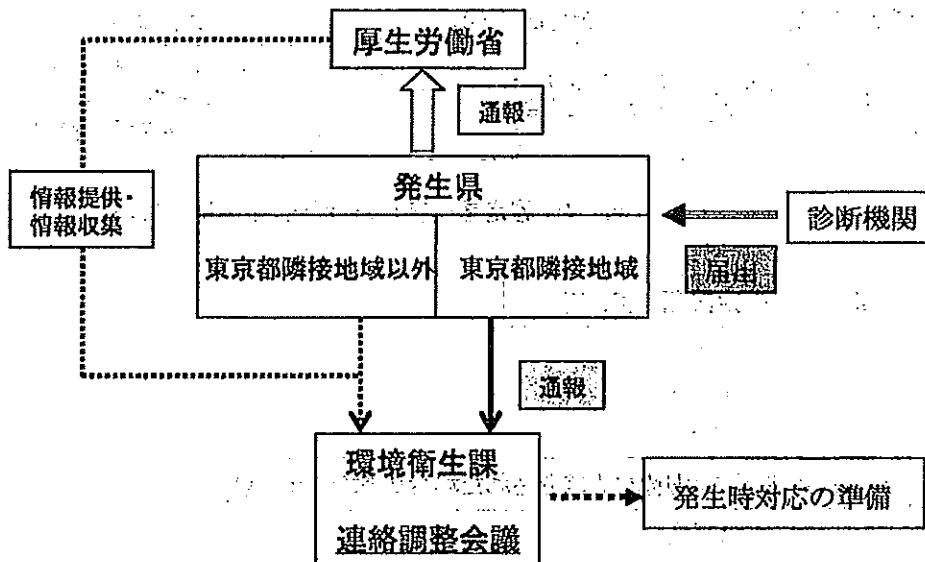 厚生労働省
通報
情報提供・
情報収集
発生県
診断機関
東京都隣接地域以外
東京都隣接地域
届出
通報
環境衛生課
連絡調整会議
発生時対応の準備